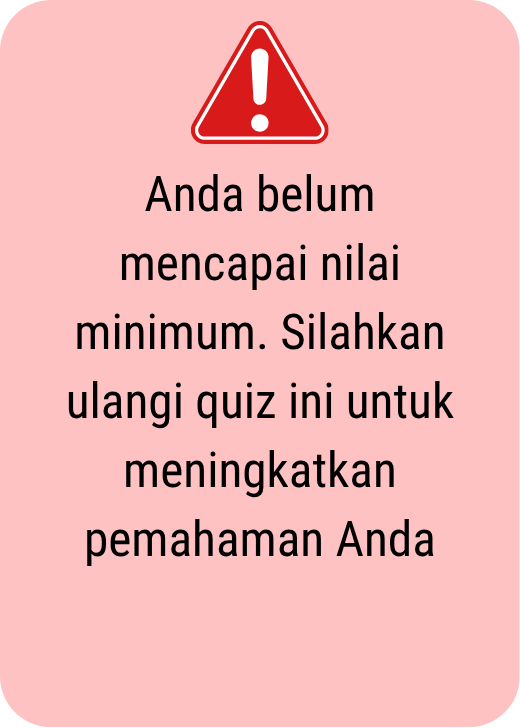 Anda belum
mencapai nilai
minimum. Silahkan
ulangi quiz ini untuk
meningkatkan
pemahaman Anda